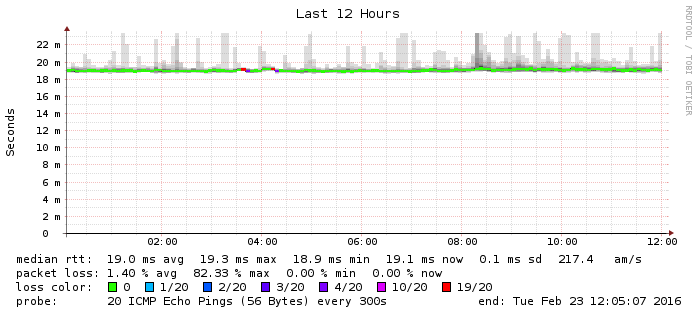 Last 12 Hours
RRDTOOL / TOBI OETIKER
Seconds
22 m
20 m
18 m
16 m
14 m
12 m
10 m
8 m
6 m
4 m
2 m
0
02:00 04:00 06:00 08:00 10:00 12:00
median rtt: 19.0 ms avg 19.3 ms max 18.9 ms min 19.1 ms now 0.1 ms sd 217.4 am/s
packet loss: 1.40 % avg 82.33 % max 0.00 % min 0.00 % now
loss color: 0 1/20 2/20 3/20 4/20 10/20 19/20
probe: 20 ICMP Echo Pings (56 Bytes) every 300s end: Tue Feb 23 12:05:07 2016